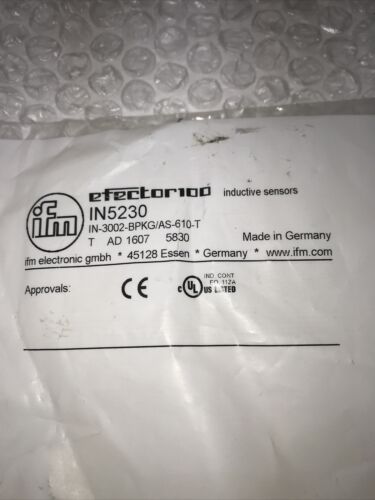 ifm
efector100 inductive sensors
IN5230
IN-3002-BPKG/AS-610-T
T AD 1607 5830 Made in Germany
ifm electronic gmbh * 45128 Essen * Germany * www.ifm.com
Approvals: CE c UL US LISTED
IND. CONT
EQ. 11ZA